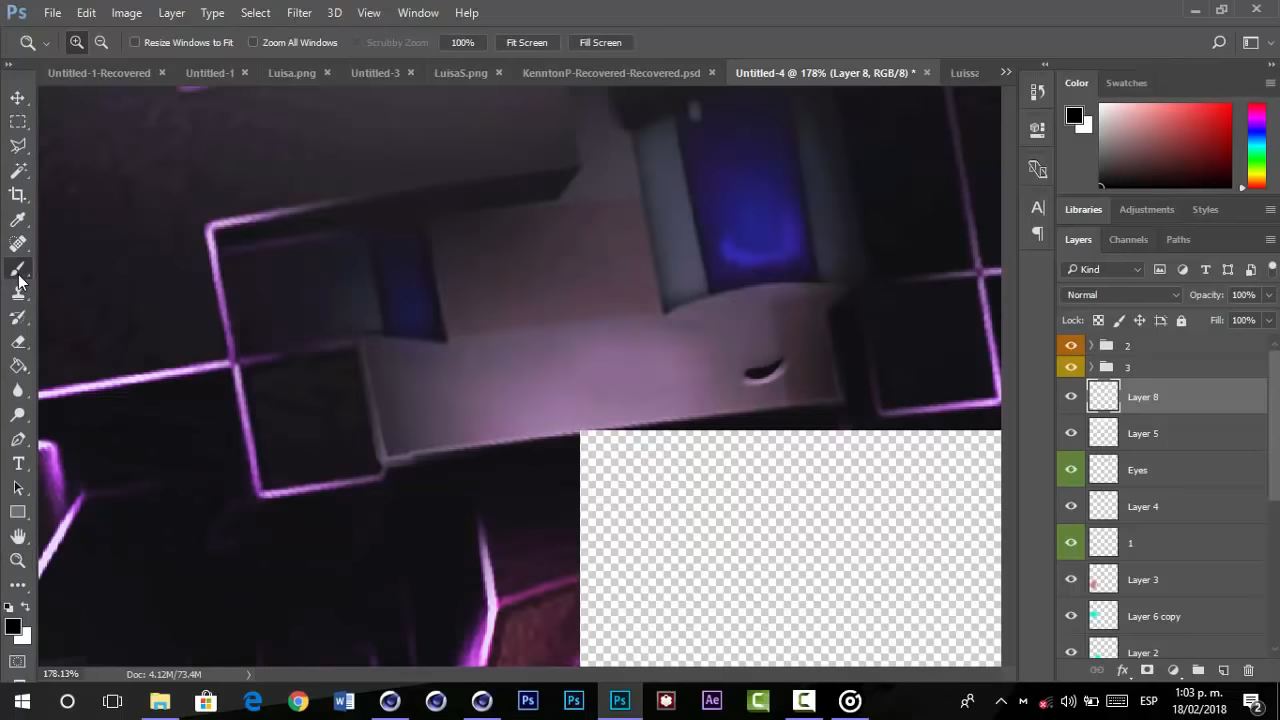 Ps File Edit Image Layer Type Select Filter 3D View Window Help
Resize Windows to Fit Zoom All Windows Scrubby Zoom 100% Fit Screen Fill Screen
Untitled-1-Recovered × Untitled-1 × Luisa.png × Untitled-3 × LuisaS.png × KenntonP-Recovered-Recovered.psd × Untitled-4 @ 178% (Layer 8, RGB/8) * ×
Color Swatches
Libraries Adjustments Styles
Layers Channels Paths
Kind
Normal Opacity: 100%
Lock: Fill: 100%
2
3
Layer 8
Layer 5
Eyes
Layer 4
1
Layer 3
Layer 6 copy
Layer 2
178.13% Doc: 4.12M/73.4M
ESP 1:03 p. m.
18/02/2018